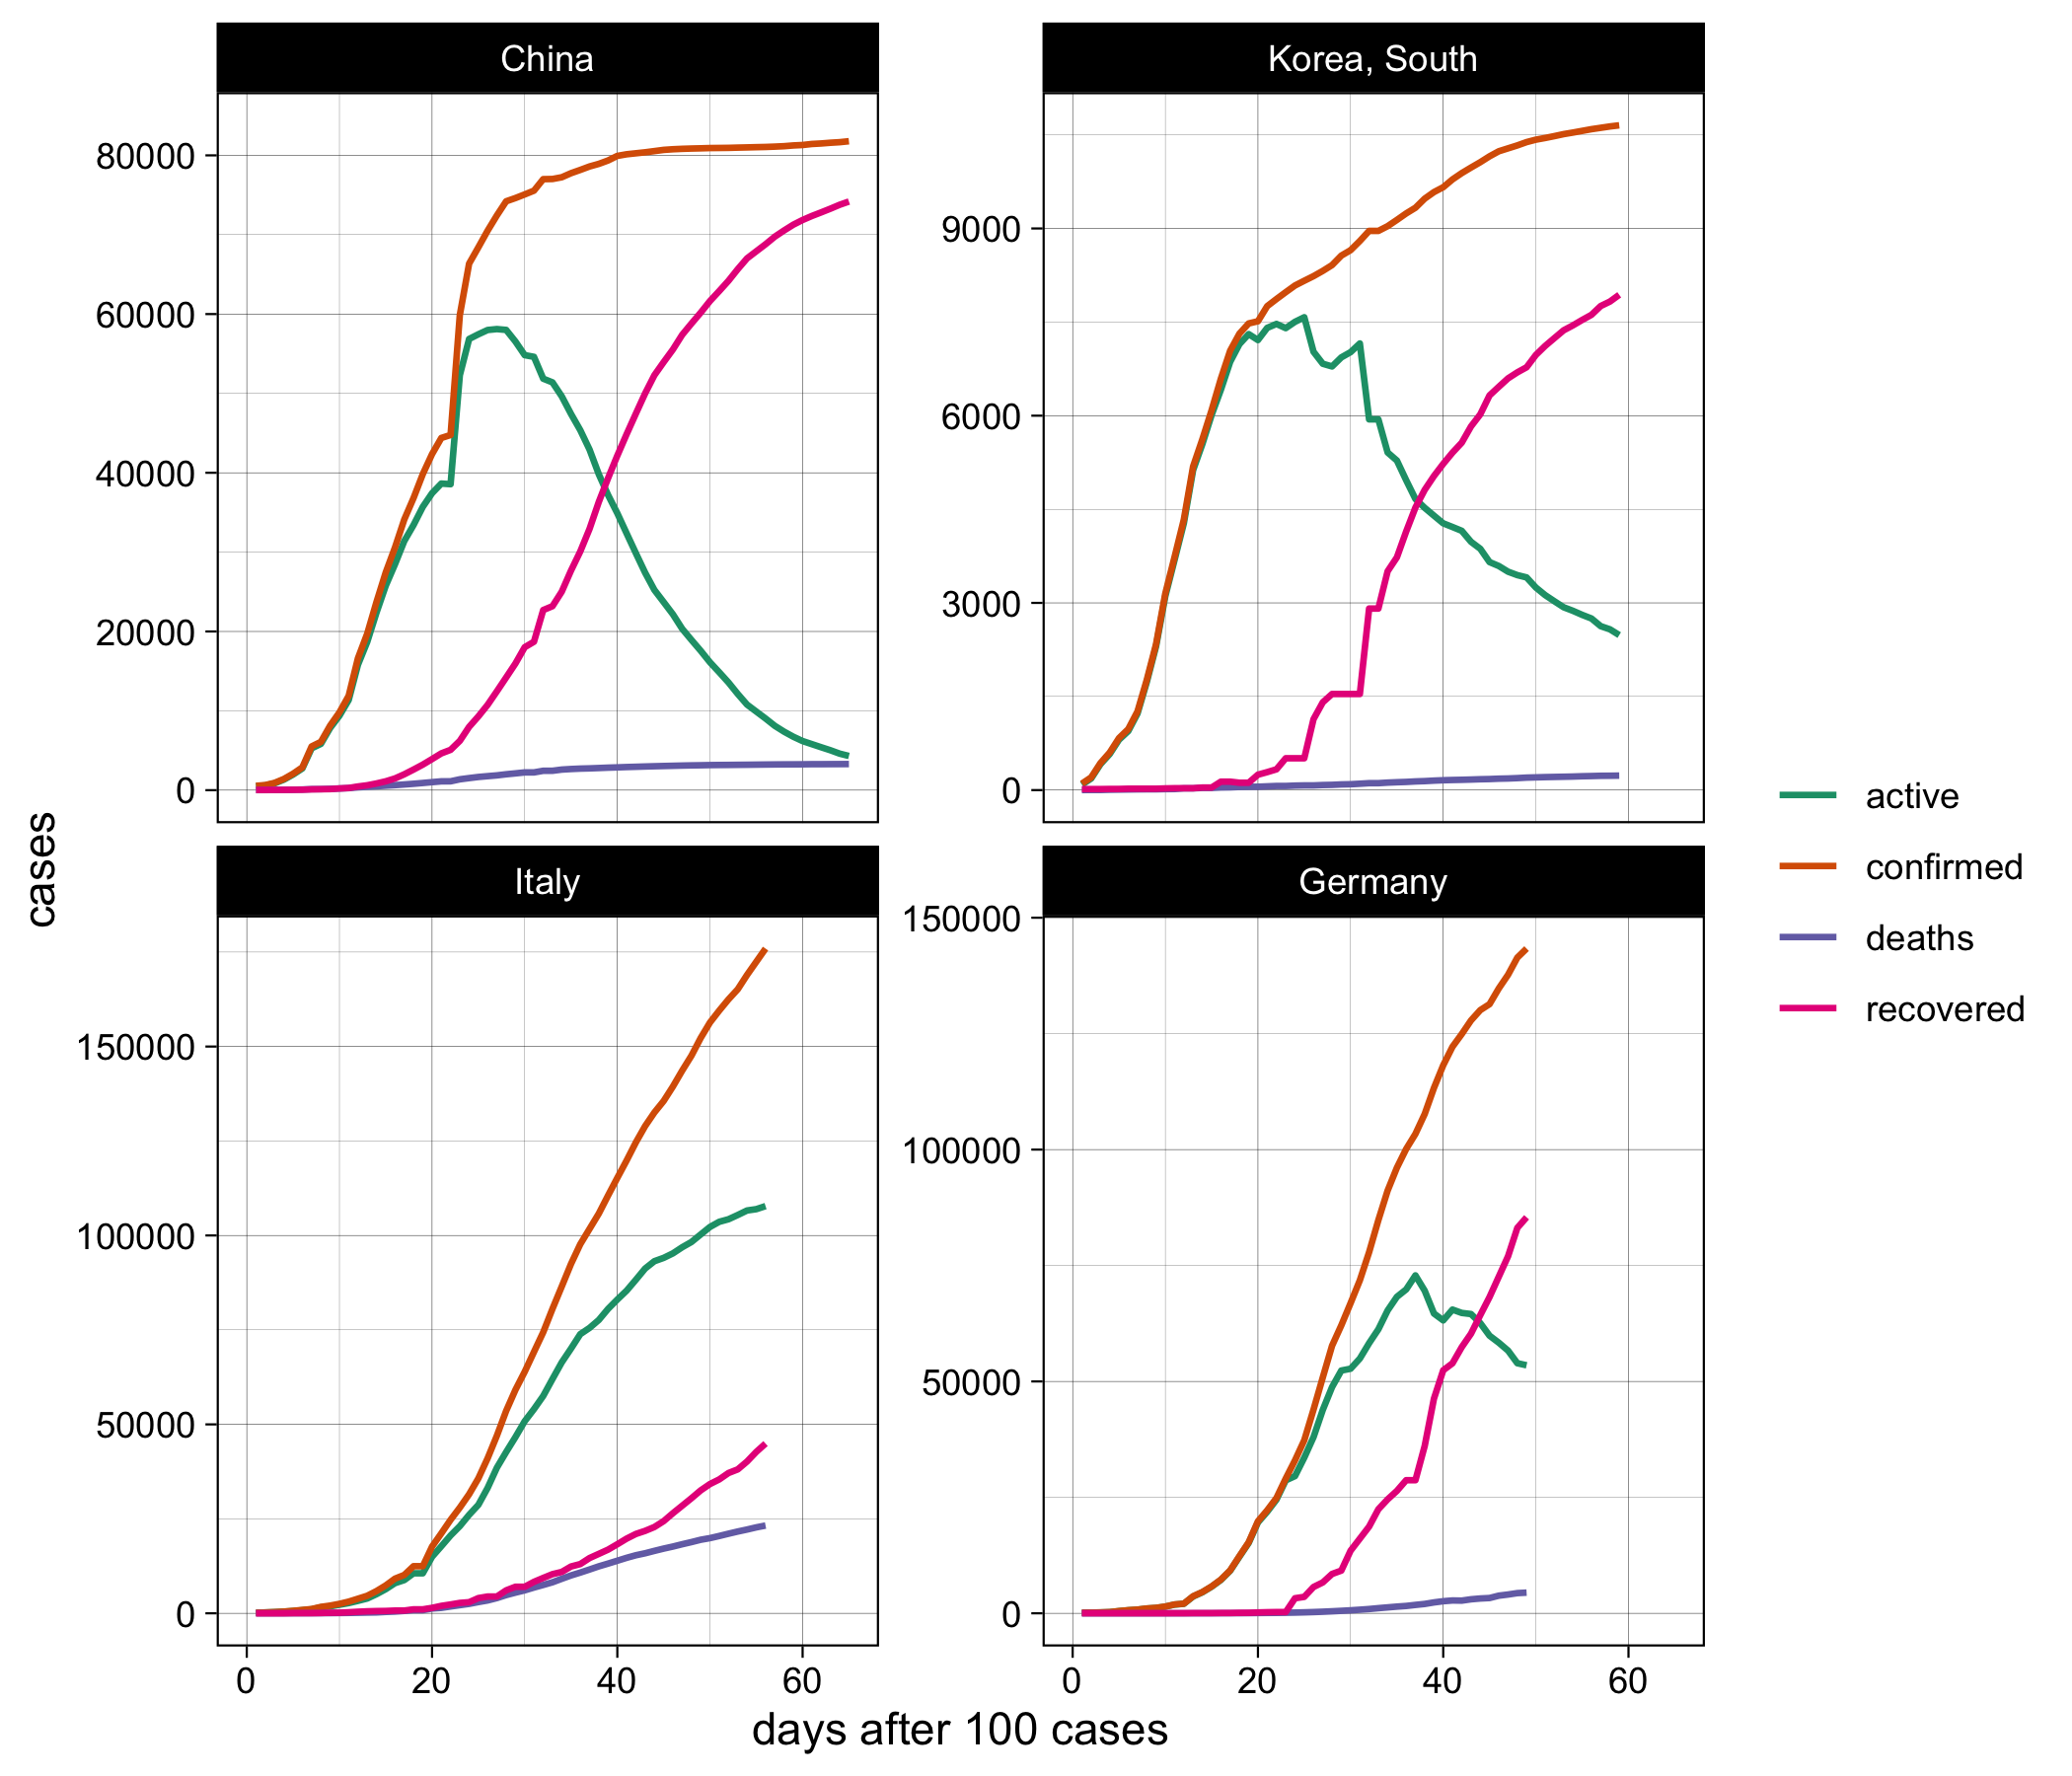 China
Korea, South
80000
60000
40000
20000
0
9000
6000
3000
0
cases
Italy
Germany
150000
100000
50000
0
150000
100000
50000
0
0 20 40 60
0 20 40 60
days after 100 cases
active
confirmed
deaths
recovered